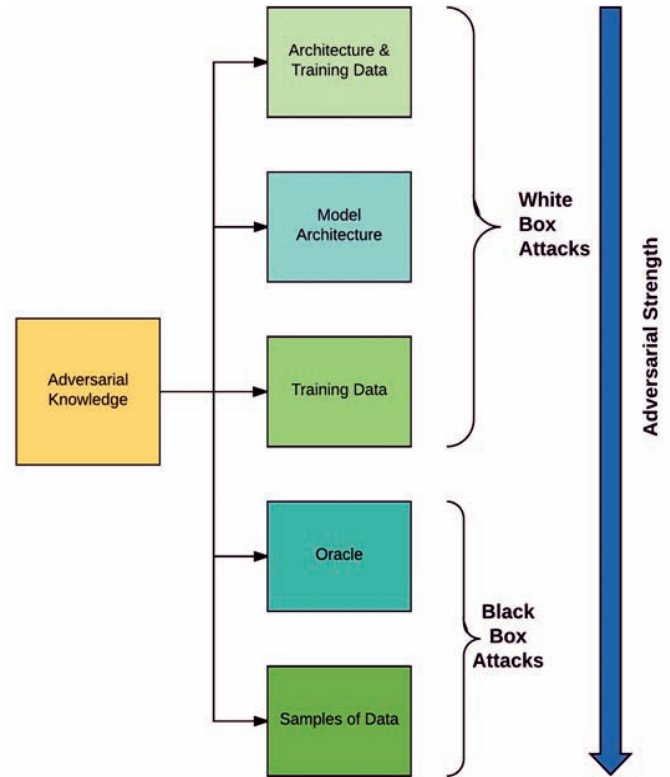 Architecture &
Training Data
Model
Architecture
White
Box
Attacks
Adversarial Strength
Adversarial
Knowledge
Training Data
Oracle
Black
Box
Attacks
Samples of Data